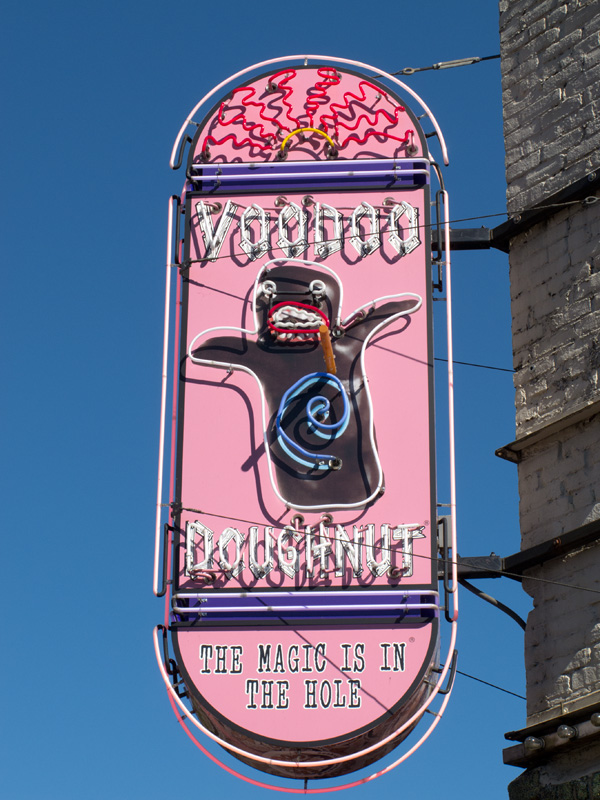 VOODOO
DOUGHNUT
®
THE MAGIC IS IN
THE HOLE